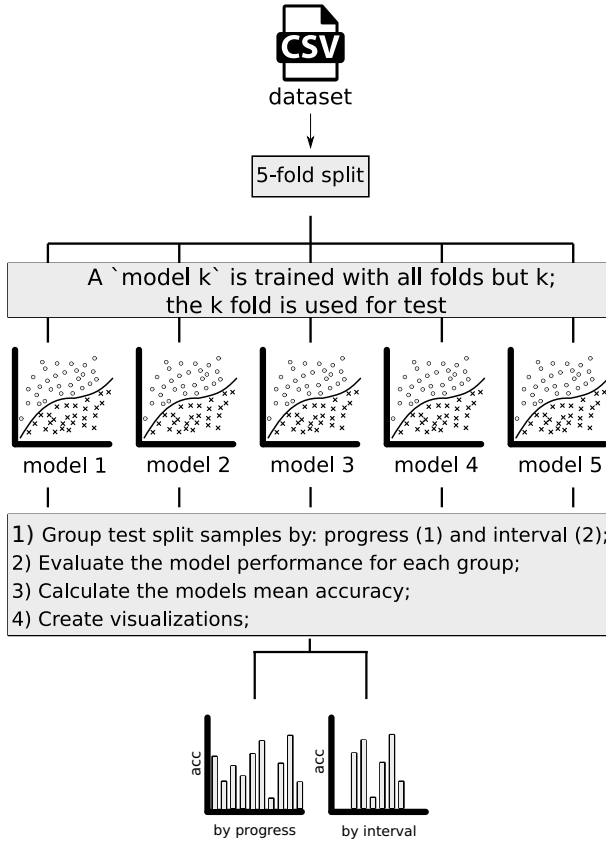 CSV
dataset
5-fold split
A `model k` is trained with all folds but k;
the k fold is used for test
model 1
model 2
model 3
model 4
model 5
1) Group test split samples by: progress (1) and interval (2);
2) Evaluate the model performance for each group;
3) Calculate the models mean accuracy;
4) Create visualizations;
acc
by progress
acc
by interval